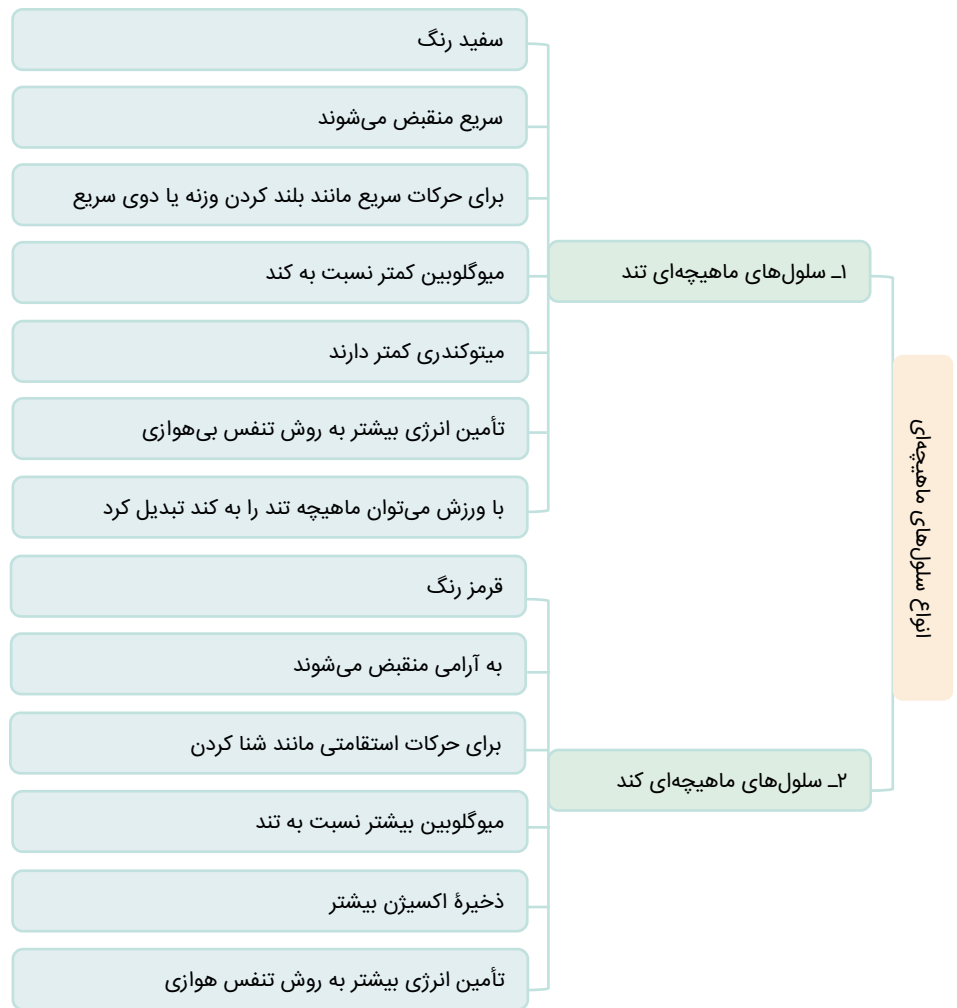 انواع سلول‌های ماهیچه‌ای
۱ـ سلول‌های ماهیچه‌ای تند
سفید رنگ
سریع منقبض می‌شوند
برای حرکات سریع مانند بلند کردن وزنه یا دوی سریع
میوگلوبین کمتر نسبت به کند
میتوکندری کمتر دارند
تأمین انرژی بیشتر به روش تنفس بی‌هوازی
با ورزش می‌توان ماهیچه تند را به کند تبدیل کرد
۲ـ سلول‌های ماهیچه‌ای کند
قرمز رنگ
به آرامی منقبض می‌شوند
برای حرکات استقامتی مانند شنا کردن
میوگلوبین بیشتر نسبت به تند
ذخیرهٔ اکسیژن بیشتر
تأمین انرژی بیشتر به روش تنفس هوازی